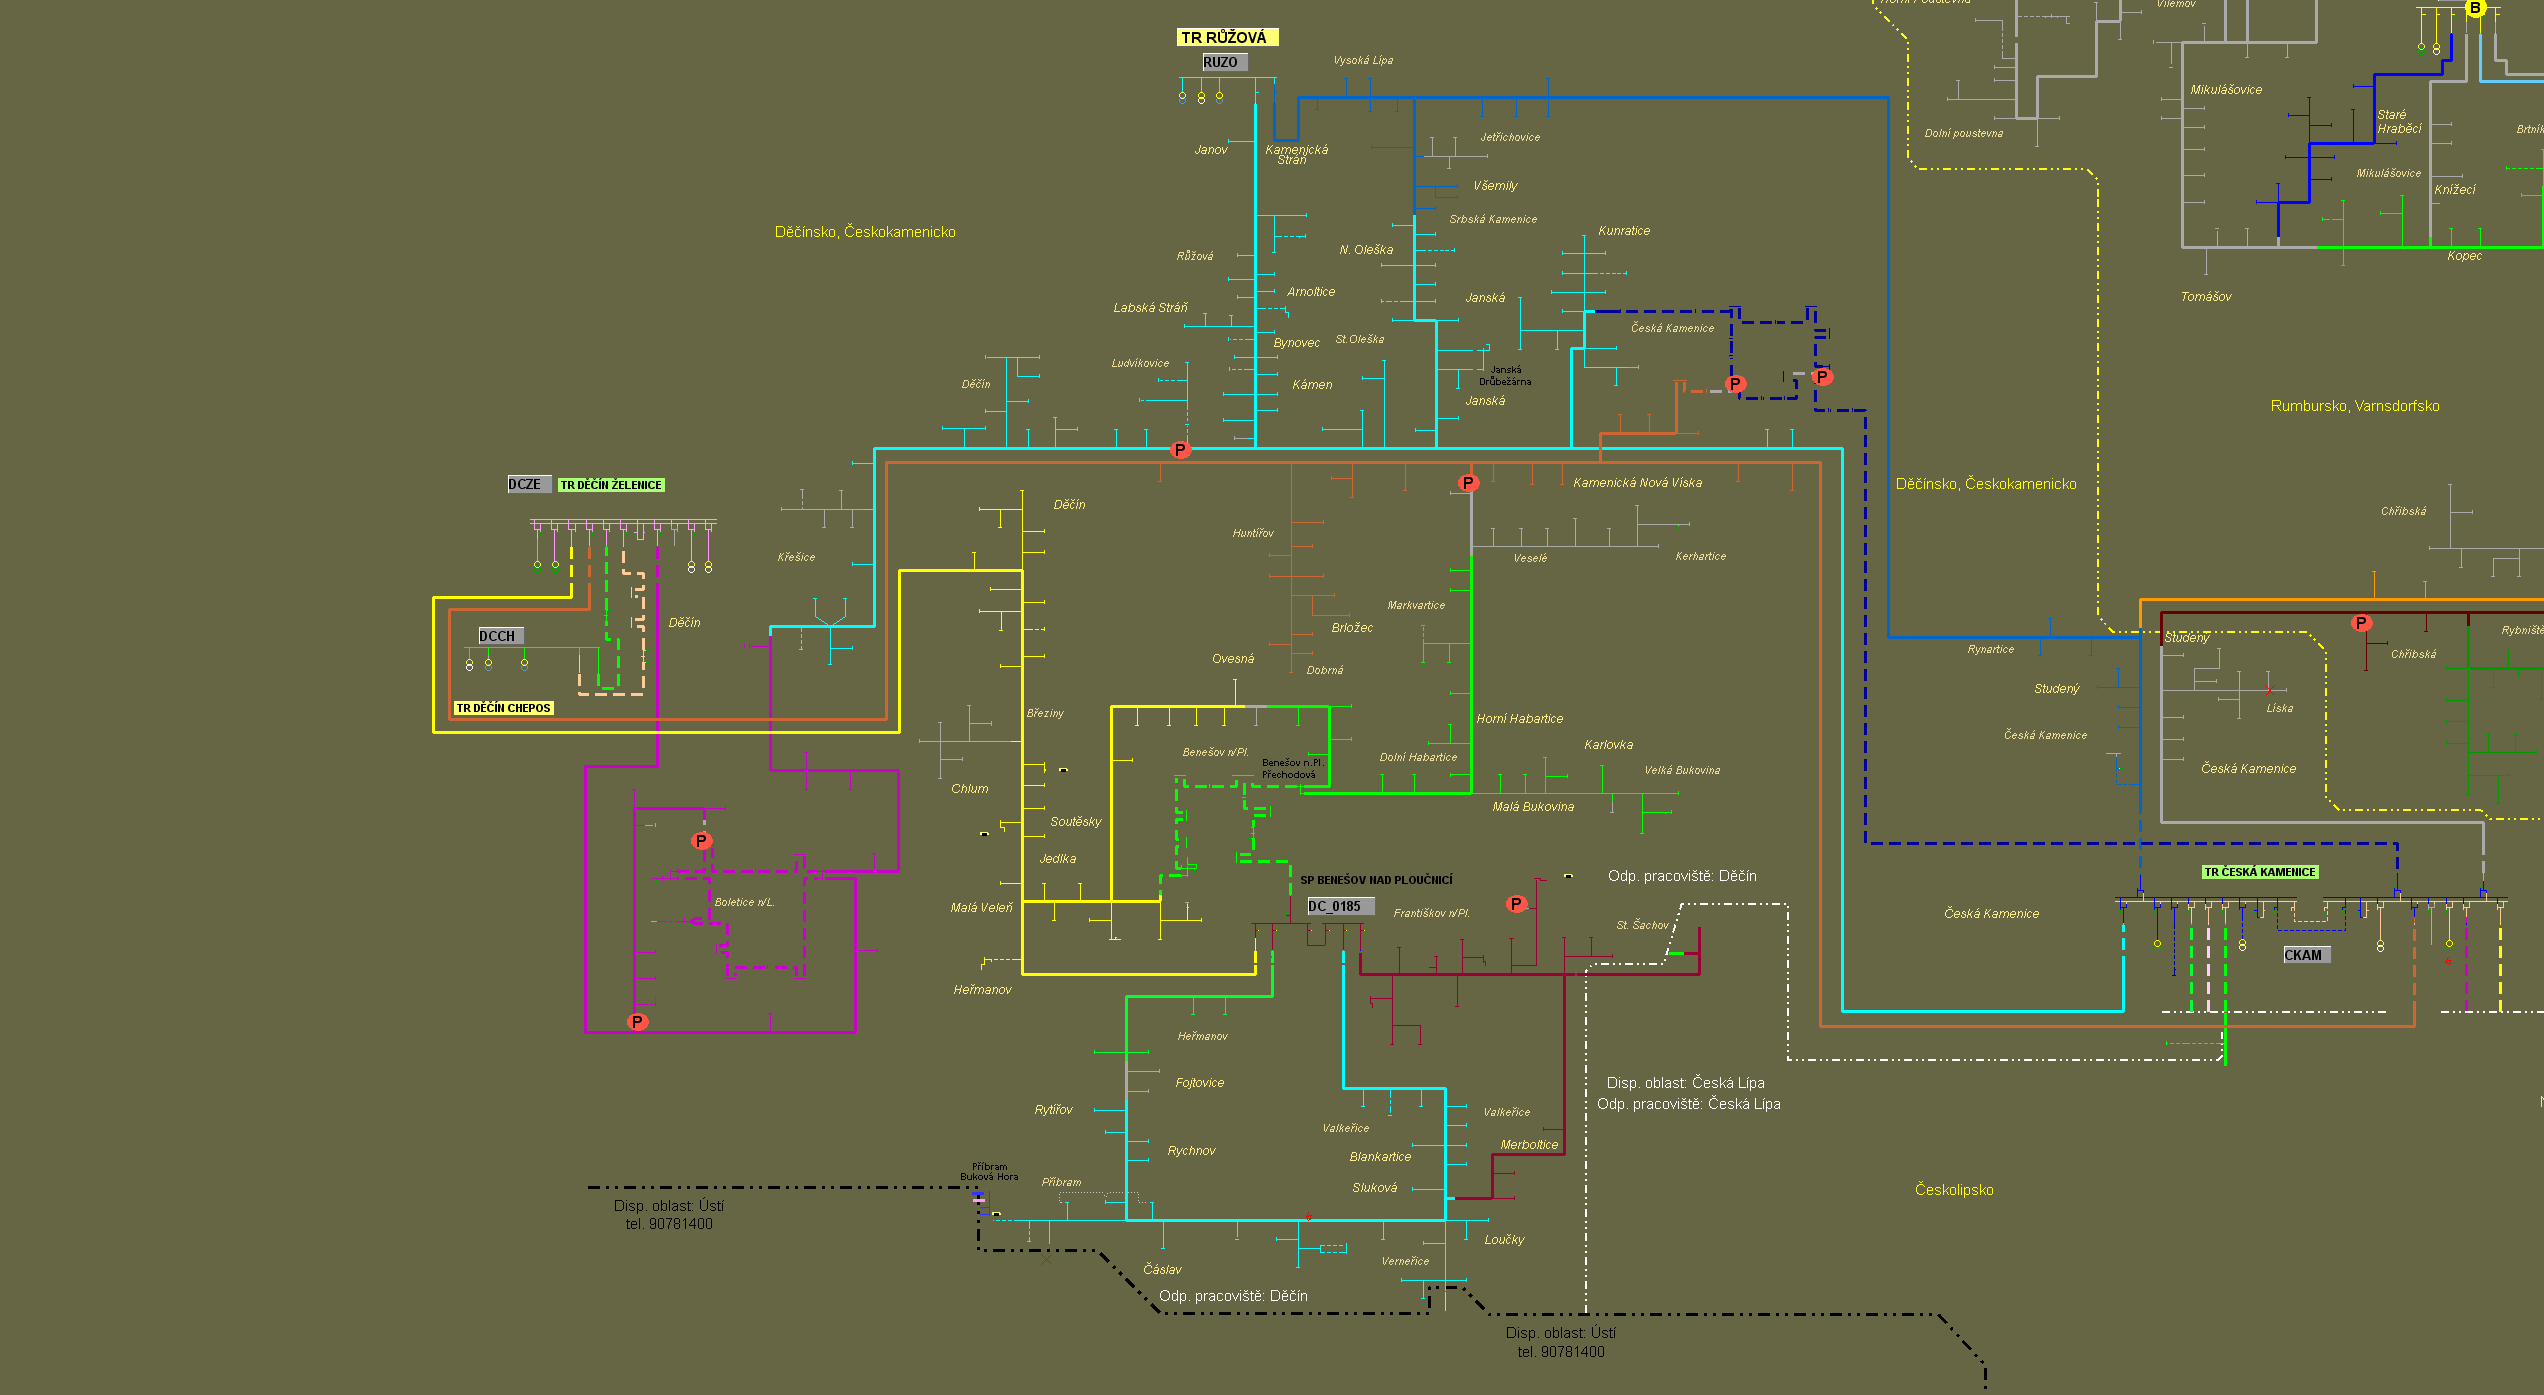 Vilémov
B
TR RŮŽOVÁ
RUZO
Vysoká Lípa
Mikulášovice
Staré
Hraběcí
Brtník
Dolní poustevna
Jetřichovice
Janov
Kamenická
Stráň
Mikulášovice
Knížecí
Všemily
Srbská Kamenice
Děčínsko, Českokamenicko
Kunratice
N. Oleška
Růžová
Kopec
Arnoltice
Janská
Tomášov
Labská Stráň
Česká Kamenice
Bynovec
St.Oleška
Ludvíkovice
Janská
Drůbežárna
Děčín
Kámen
P
P
Janská
Rumbursko, Varnsdorfsko
P
DCZE
TR DĚČÍN ŽELENICE
P
Kamenická Nová Víska
Děčínsko, Českokamenicko
Děčín
Chřibská
Huntířov
Křešice
Veselé
Kerhartice
Markvartice
Děčín
DCCH
Brložec
P
Studený
Rybniště
Rynartice
Chřibská
Ovesná
Dobrná
Studený
TR DĚČÍN CHEPOS
Březiny
Líska
Horní Habartice
Česká Kamenice
Benešov n/Pl.
Karlovka
Benešov n.Pl.
Přechodová
Dolní Habartice
Velká Bukovina
Česká Kamenice
Chlum
Malá Bukovina
Soutěsky
P
Jedlka
TR ČESKÁ KAMENICE
SP BENEŠOV NAD PLOUČNICÍ
Odp. pracoviště: Děčín
Boletice n/L.
Malá Veleň
DC_0185
Františkov n/Pl.
P
Česká Kamenice
St. Šachov
CKAM
Heřmanov
P
Heřmanov
Fojtovice
Disp. oblast: Česká Lípa
Odp. pracoviště: Česká Lípa
Rytířov
Valkeřice
Valkeřice
Rychnov
Merboltice
Blankartice
Příbram
Buková Hora
Příbram
Sluková
Českolipsko
Disp. oblast: Ústí
tel. 90781400
Loučky
Čáslav
Verneřice
Odp. pracoviště: Děčín
Disp. oblast: Ústí
tel. 90781400